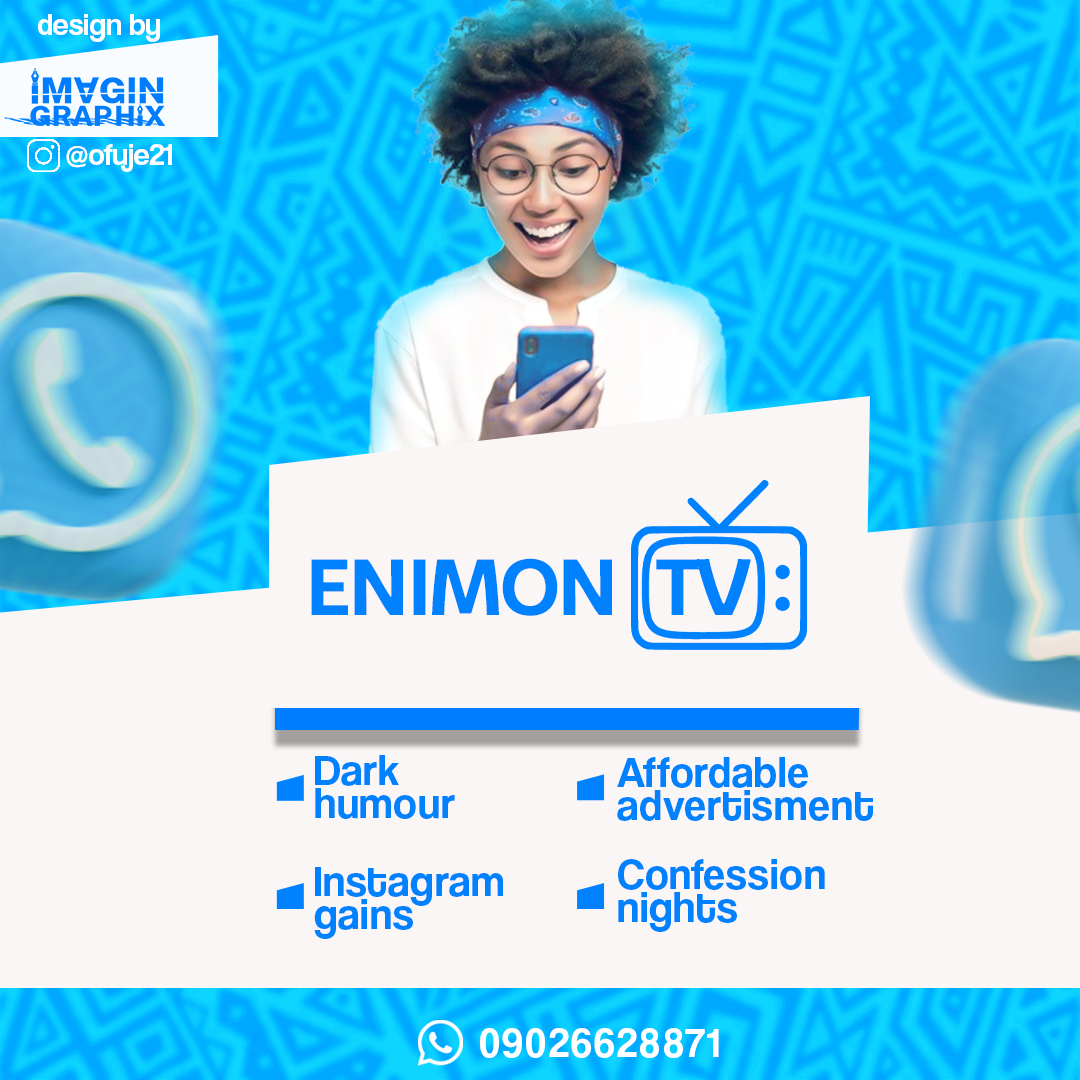 design by
IMAGIN
GRAPHIX
@ofuje21
ENIMON TV:
Dark
humour
Affordable
advertisment
Instagram
gains
Confession
nights
09026628871